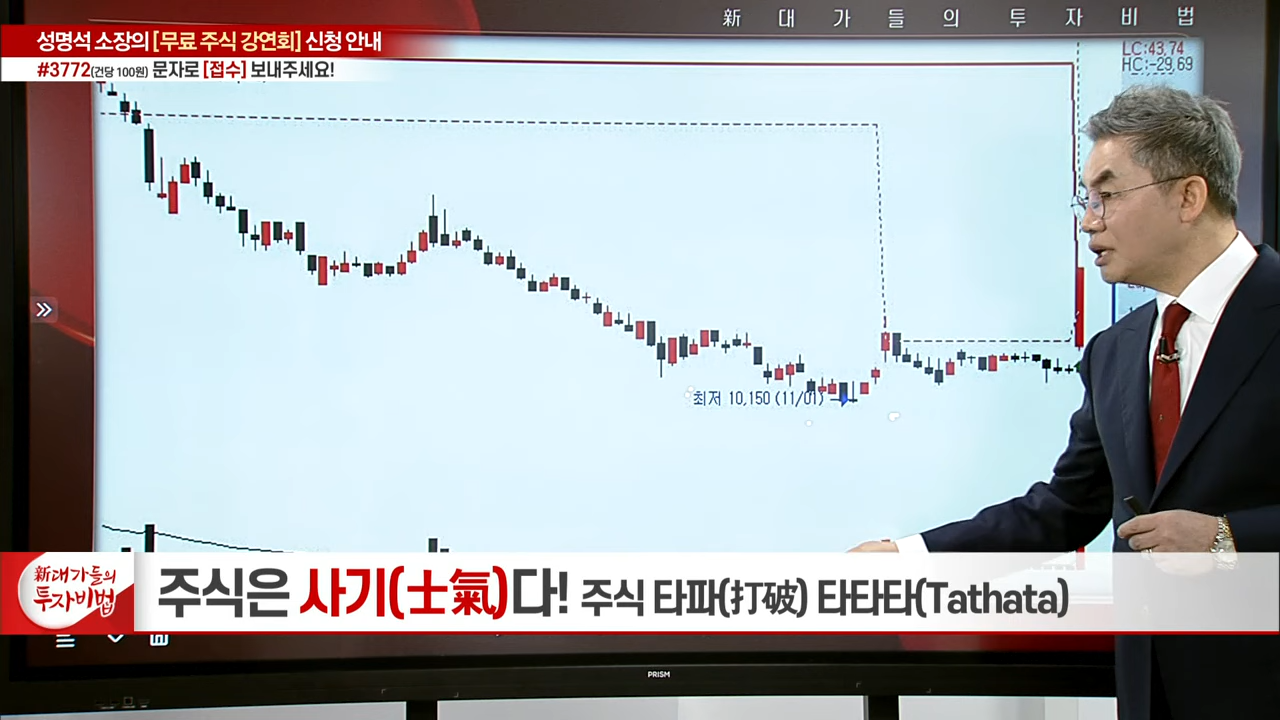 新 대 가 들 의 투 자 비 법
성명석 소장의 [무료 주식 강연회] 신청 안내
#3772(건당 100원) 문자로 [접수] 보내주세요!
LC:43,74
HC:-29,69
최저 10,150 (11/01)
新대가들의
투자비법
주식은 사기(士氣)다! 주식 타파(打破) 타타타(Tathata)
PRISM